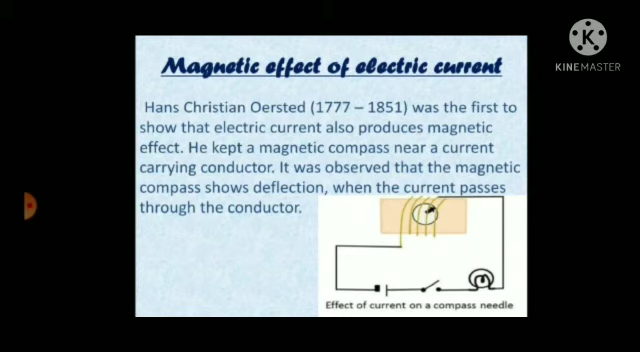 Magnetic effect of electric current
Hans Christian Oersted (1777 – 1851) was the first to
show that electric current also produces magnetic
effect. He kept a magnetic compass near a current
carrying conductor. It was observed that the magnetic
compass shows deflection, when the current passes
through the conductor.
Effect of current on a compass needle
K
KINEMASTER